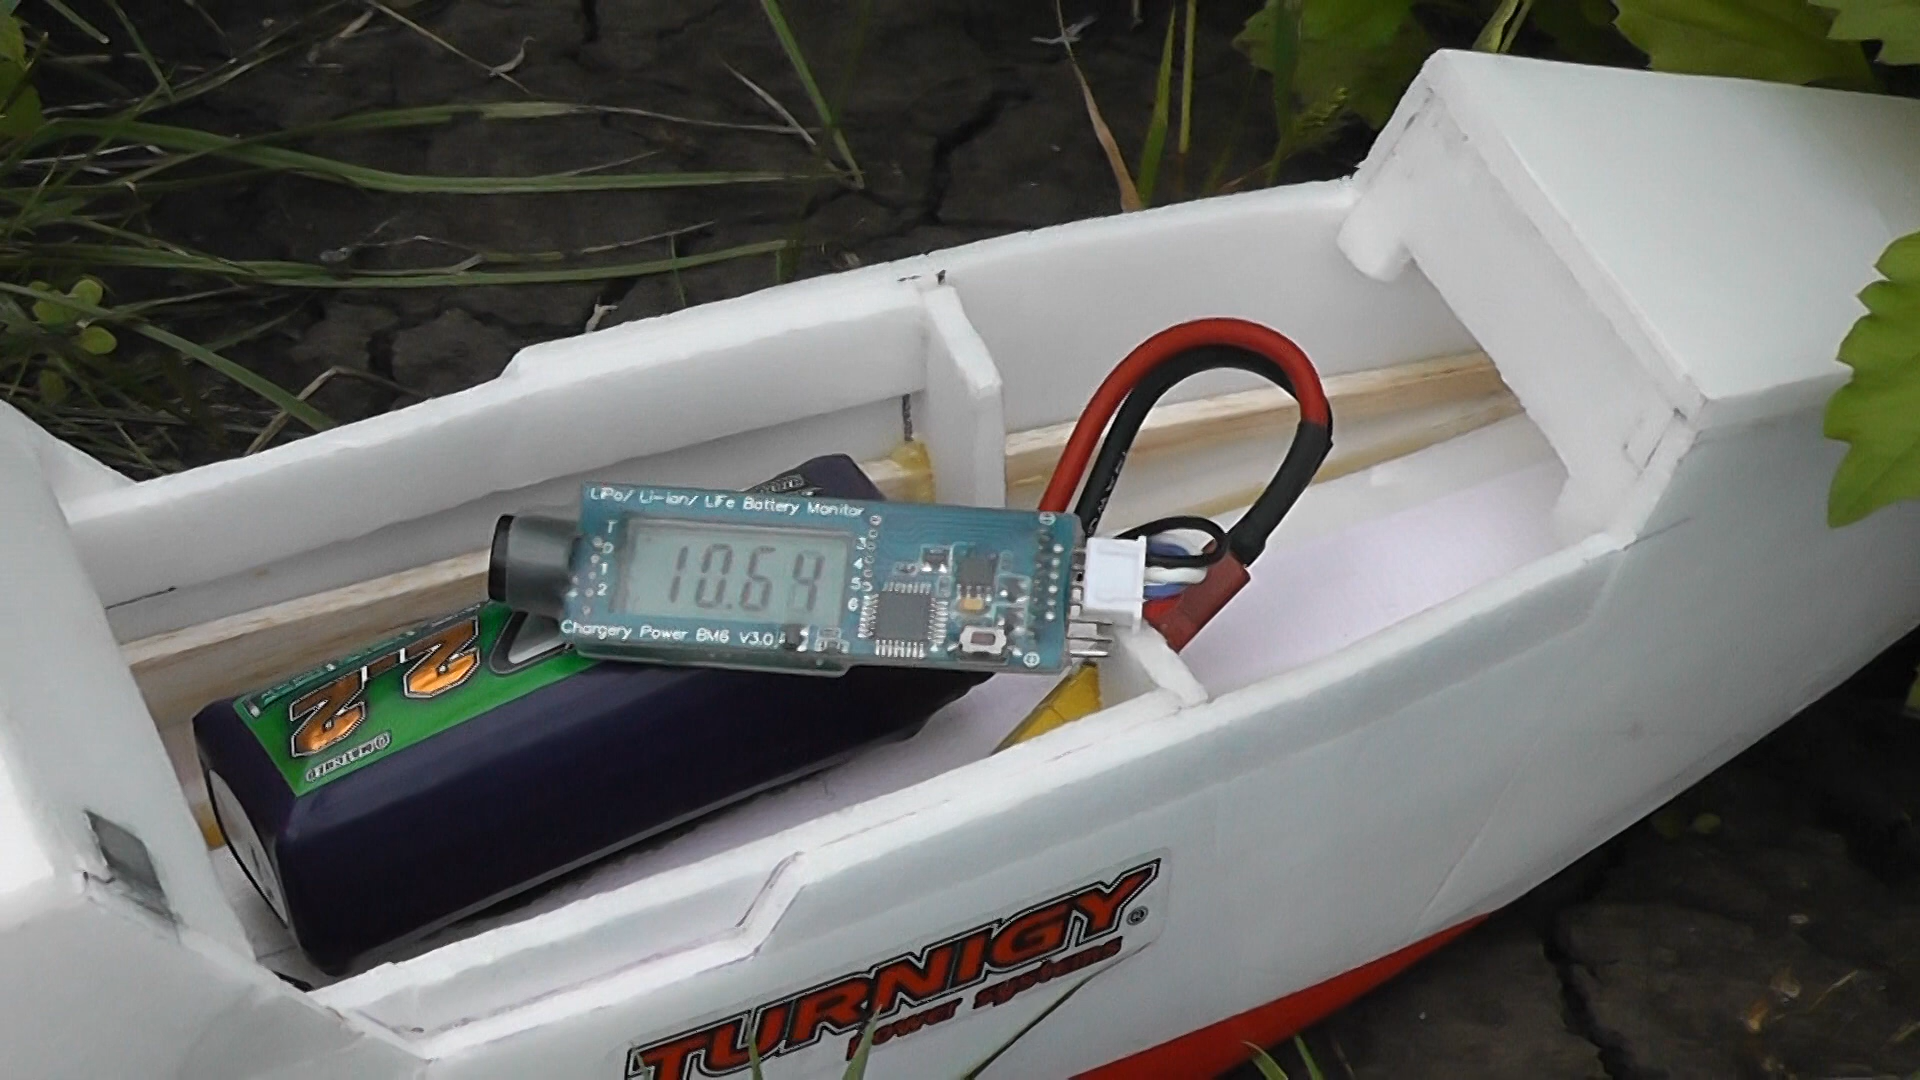 LiPo/ Li-ion/ LiFe Battery Monitor
T
0
1
2
3
4
5
6
10.64
Chargery Power BM6 V3.0
2.2
MATCHED
TURNIGY®
power systems